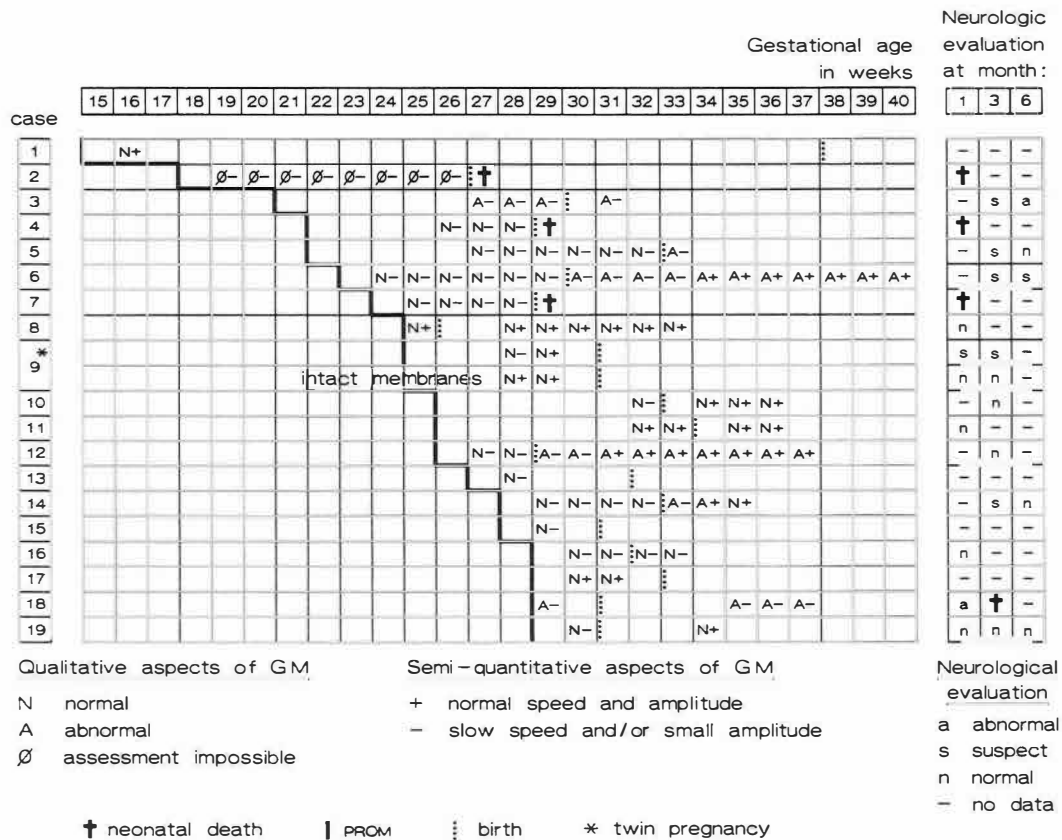 Neurologic
Gestational age evaluation
in weeks at month:
15 16 17 18 19 20 21 22 23 24 25 26 27 28 29 30 31 32 33 34 35 36 37 38 39 40 1 3 6
case
1 N+ – – –
2 Ø– Ø– Ø– Ø– Ø– Ø– Ø– Ø– † † – –
3 A– A– A– A– – s a
4 N– N– N– † † – –
5 N– N– N– N– N– N– A– – s n
6 N– N– N– N– N– N– A– A– A– A– A+ A+ A+ A+ A+ A+ A+ – s s
7 N– N– N– N– † † – –
8 N+ N+ N+ N+ N+ N+ N+ n – –
* N– N+ s s –
9 intact membranes N+ N+ n n –
10 N– N+ N+ N+ – n –
11 N+ N+ N+ N+ n – –
12 N– N– A– A– A+ A+ A+ A+ A+ A+ A+ – n –
13 N– – – –
14 N– N– N– N– A– A+ N+ – s n
15 N– – – –
16 N– N– N– N– n – –
17 N+ N+ – – –
18 A– A– A– A– a † –
19 N– N+ n n n
Qualitative aspects of GM Semi–quantitative aspects of GM Neurological
evaluation
N normal + normal speed and amplitude
A abnormal – slow speed and/or small amplitude a abnormal
Ø assessment impossible s suspect
n normal
– no data
† neonatal death PROM birth * twin pregnancy